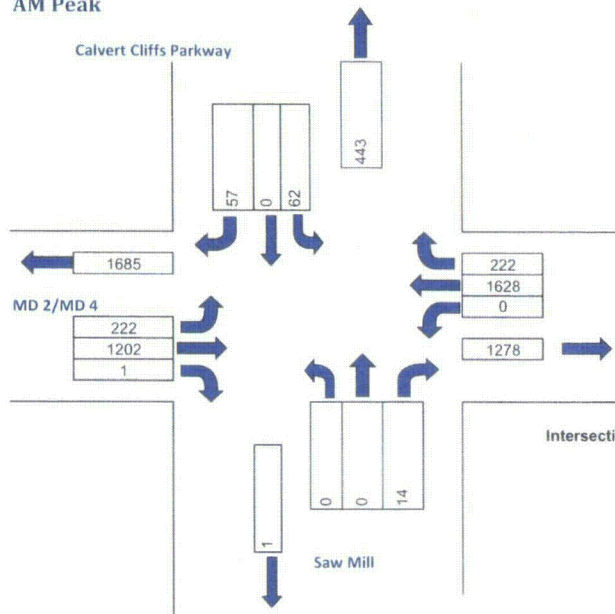 AM Peak
Calvert Cliffs Parkway
443
57 0 62
1685
222
1628
0
MD 2/MD 4
222
1202
1
1278
Intersecti
0 0 14
1
Saw Mill